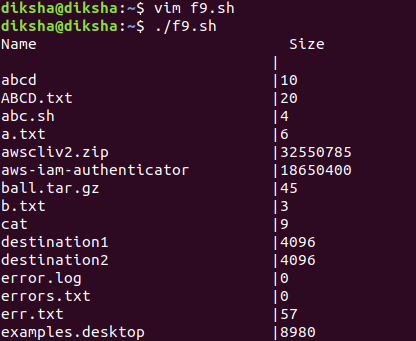 diksha@diksha:~$ vim f9.sh
diksha@diksha:~$ ./f9.sh
Name Size
|
abcd |10
ABCD.txt |20
abc.sh |4
a.txt |6
awscliv2.zip |32550785
aws-iam-authenticator |18650400
ball.tar.gz |45
b.txt |3
cat |9
destination1 |4096
destination2 |4096
error.log |0
errors.txt |0
err.txt |57
examples.desktop |8980